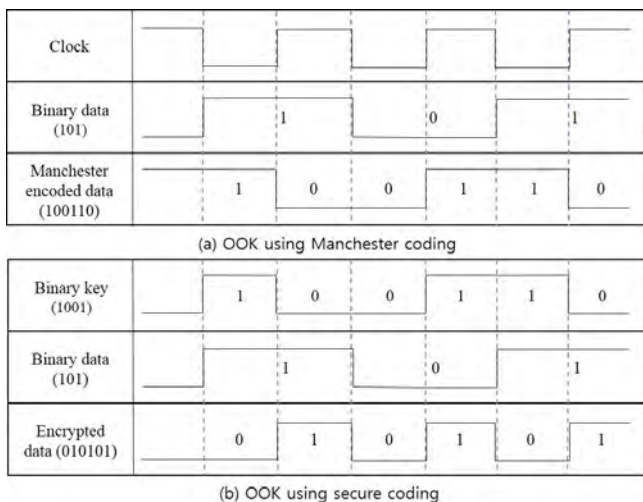 Clock
Binary data
(101)
1 0 1
Manchester
encoded data
(100110)
1 0 0 1 1 0
(a) OOK using Manchester coding
Binary key
(1001)
1 0 0 1 1 0
Binary data
(101)
1 0 1
Encrypted
data (010101)
0 1 0 1 0 1
(b) OOK using secure coding